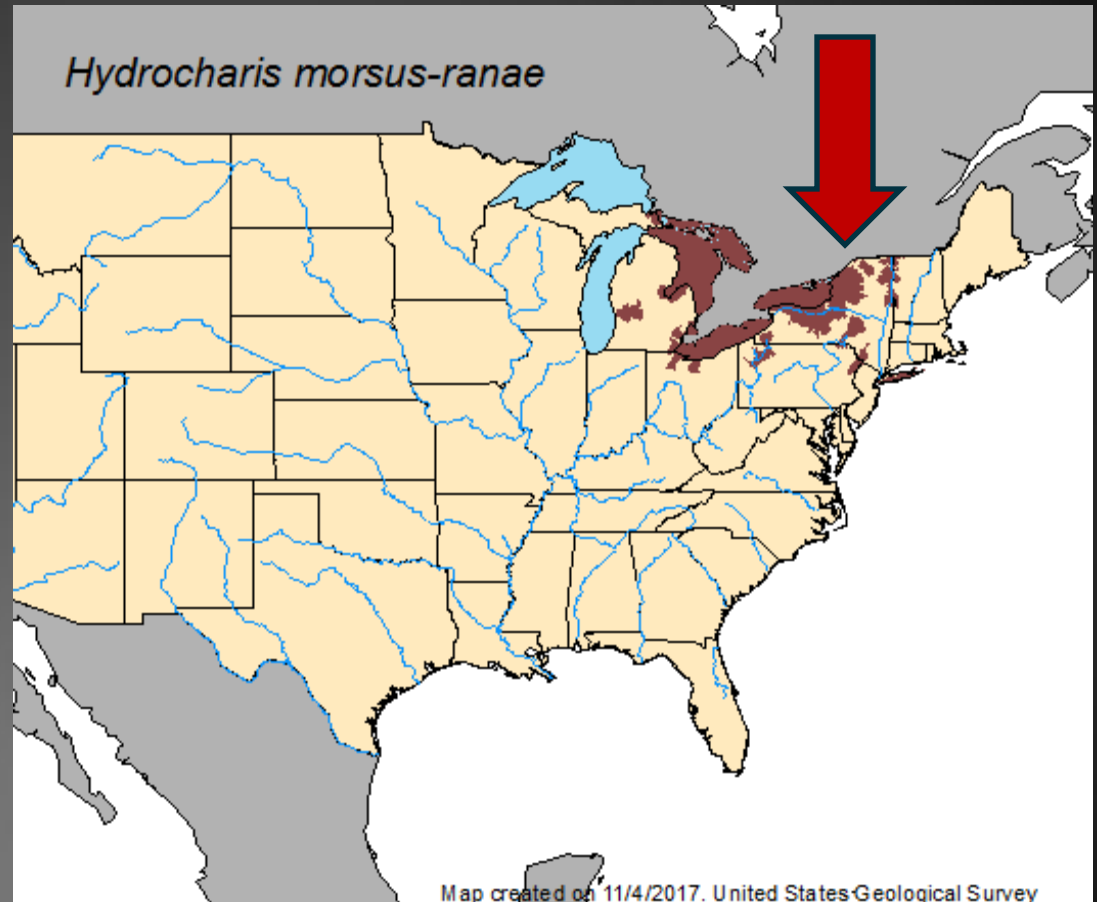 Hydrocharis morsus-ranae
Map created on 11/4/2017. United States Geological Survey